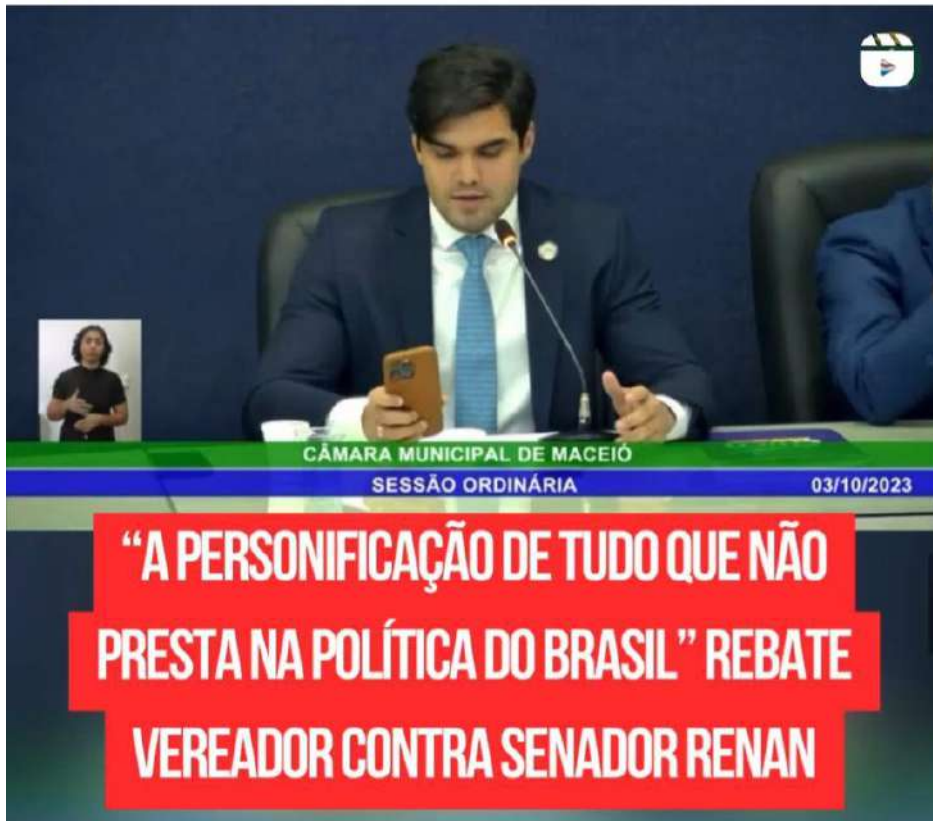 CÂMARA MUNICIPAL DE MACEIÓ
SESSÃO ORDINÁRIA
03/10/2023
“A PERSONIFICAÇÃO DE TUDO QUE NÃO
PRESTA NA POLÍTICA DO BRASIL” REBATE
VEREADOR CONTRA SENADOR RENAN